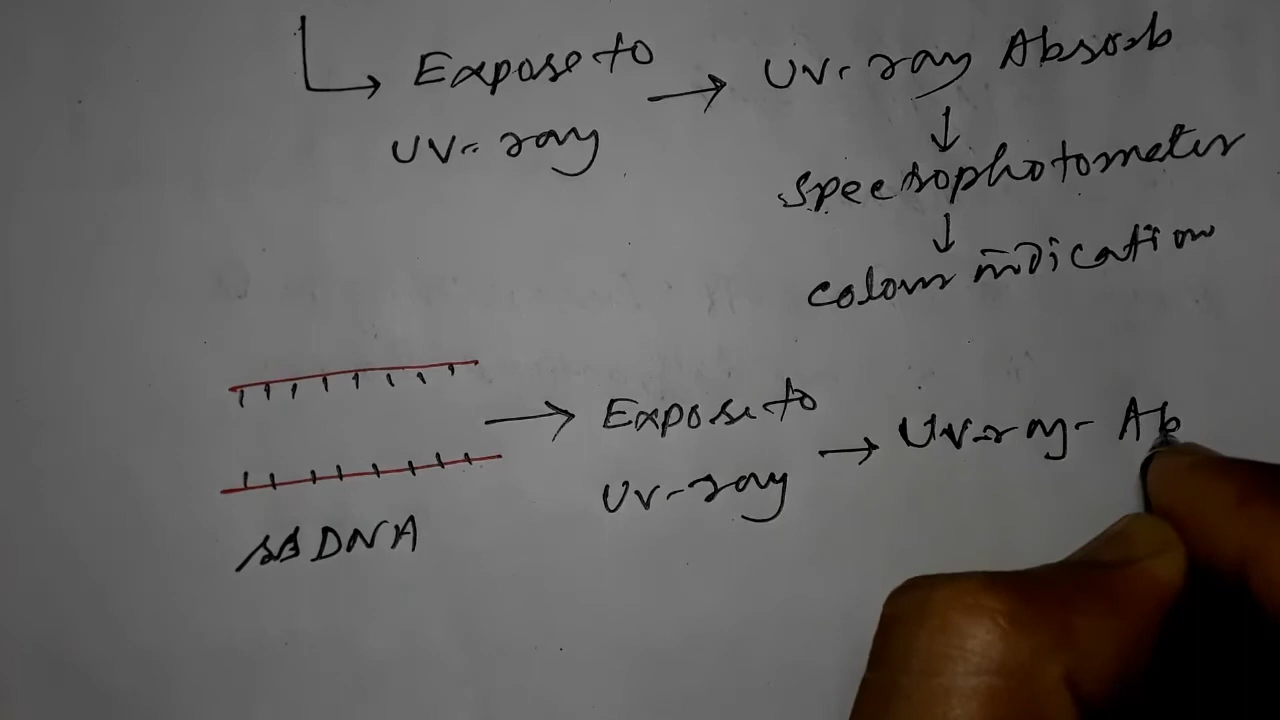 Expose to
UV-ray
UV-ray Absorb
Spectrophotometer
Colour indication
Expose to
UV-ray
UV-ray-Ab
ssDNA